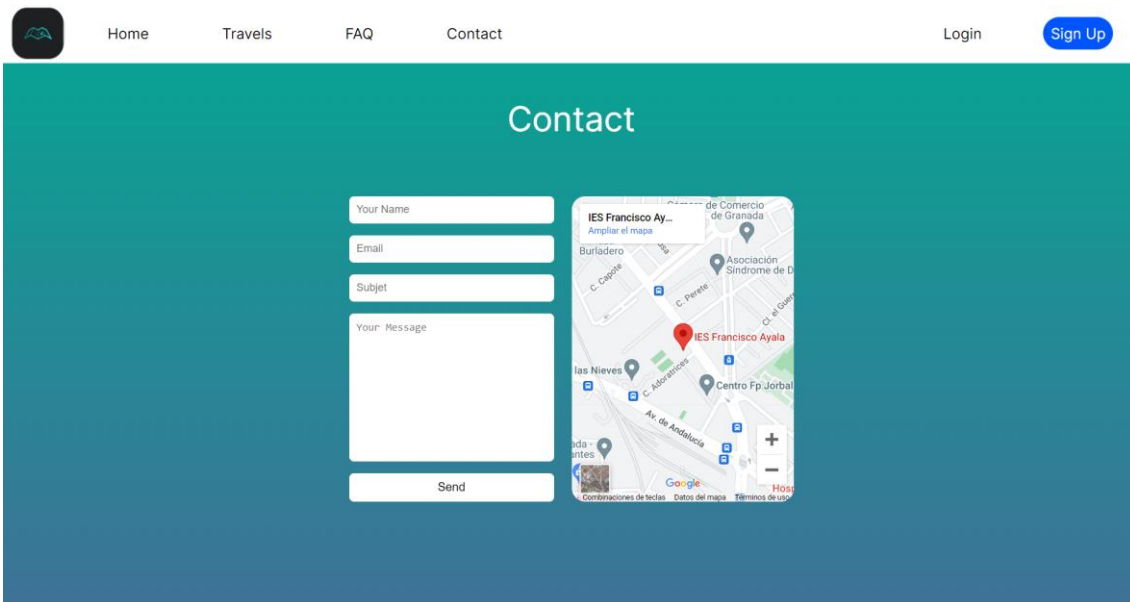 Home Travels FAQ Contact Login Sign Up
Contact
Your Name
Email
Subjet
Your Message
Send
IES Francisco Ay...
Ampliar el mapa
de Comercio
de Granada
Burladero
C. Capote
Asociación
Síndrome de D
C. Perete
IES Francisco Ayala
las Nieves
C. Adoratrices
Centro Fp Jorbal
Av. de Andalucía
Google
Combinaciones de teclas Datos del mapa Términos de uso